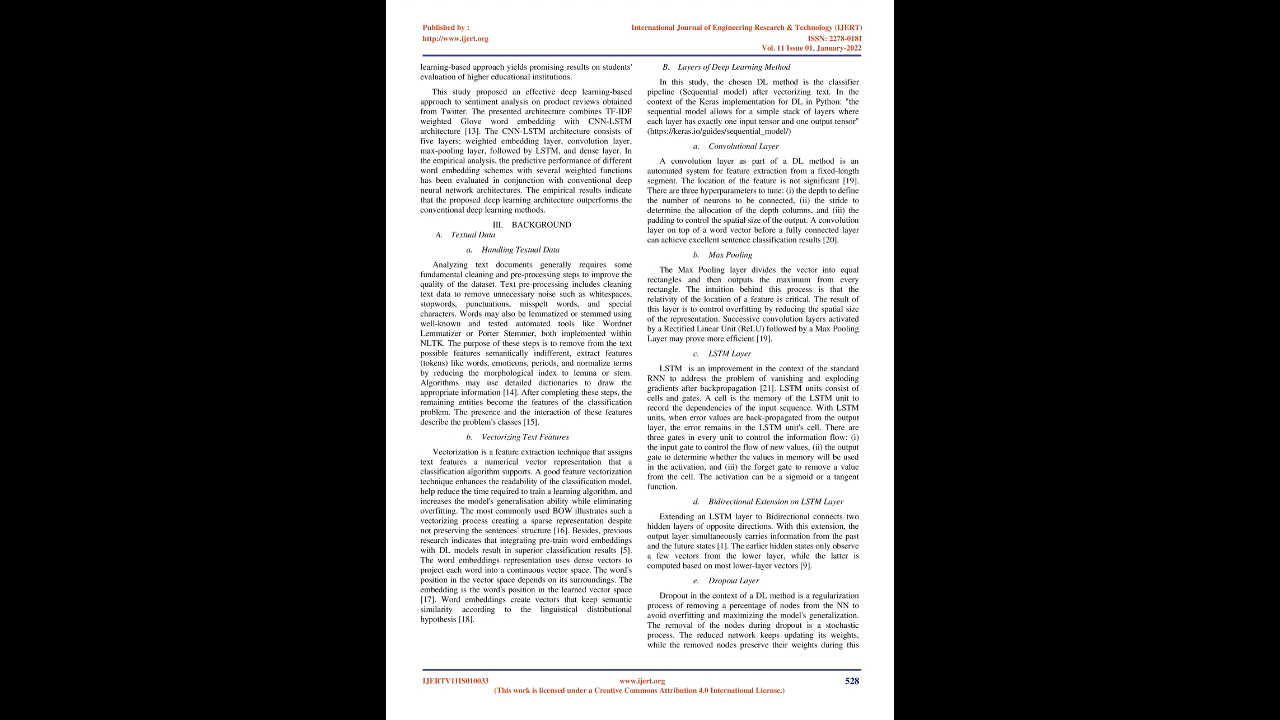 Published by :
http://www.ijert.org
International Journal of Engineering Research & Technology (IJERT)
ISSN: 2278-0181
Vol. 11 Issue 01, January-2022
learning-based approach yields promising results on students'
evaluation of higher educational institutions.
This study proposed an effective deep learning-based
approach to sentiment analysis on product reviews obtained
from Twitter. The presented architecture combines TF-IDF
weighted Glove word embedding with CNN-LSTM
architecture [13]. The CNN-LSTM architecture consists of
five layers; weighted embedding layer, convolution layer,
max-pooling layer, followed by LSTM, and dense layer. In
the empirical analysis, the predictive performance of different
word embedding schemes with several weighted functions
has been evaluated in conjunction with conventional deep
neural network architectures. The empirical results indicate
that the proposed deep learning architecture outperforms the
conventional deep learning methods.
III. BACKGROUND
A. Textual Data
a. Handling Textual Data
Analyzing text documents generally requires some
fundamental cleaning and pre-processing steps to improve the
quality of the dataset. Text pre-processing includes cleaning
text data to remove unnecessary noise such as whitespaces,
stopwords, punctuations, misspelt words, and special
characters. Words may also be lemmatized or stemmed using
well-known and tested automated tools like Wordnet
Lemmatizer or Porter Stemmer, both implemented within
NLTK. The purpose of these steps is to remove from the text
possible features semantically indifferent, extract features
(tokens) like words, emoticons, periods, and normalize terms
by reducing the morphological index to lemma or stem.
Algorithms may use detailed dictionaries to draw the
appropriate information [14]. After completing these steps, the
remaining entities become the features of the classification
problem. The presence and the interaction of these features
describe the problem's classes [15].
b. Vectorizing Text Features
Vectorization is a feature extraction technique that assigns
text features a numerical vector representation that a
classification algorithm supports. A good feature vectorization
technique enhances the readability of the classification model,
help reduce the time required to train a learning algorithm, and
increases the model's generalisation ability while eliminating
overfitting. The most commonly used BOW illustrates such a
vectorizing process creating a sparse representation despite
not preserving the sentences' structure [16]. Besides, previous
research indicates that integrating pre-train word embeddings
with DL models result in superior classification results [5].
The word embeddings representation uses dense vectors to
project each word into a continuous vector space. The word's
position in the vector space depends on its surroundings. The
embedding is the word's position in the learned vector space
[17]. Word embeddings create vectors that keep semantic
similarity according to the linguistical distributional
hypothesis [18].
B. Layers of Deep Learning Method
In this study, the chosen DL method is the classifier
pipeline (Sequential model) after vectorizing text. In the
context of the Keras implementation for DL in Python: "the
sequential model allows for a simple stack of layers where
each layer has exactly one input tensor and one output tensor"
(https://keras.io/guides/sequential_model/)
a. Convolutional Layer
A convolution layer as part of a DL method is an
automated system for feature extraction from a fixed-length
segment. The location of the feature is not significant [19].
There are three hyperparameters to tune: (i) the depth to define
the number of neurons to be connected, (ii) the stride to
determine the allocation of the depth columns, and (iii) the
padding to control the spatial size of the output. A convolution
layer on top of a word vector before a fully connected layer
can achieve excellent sentence classification results [20].
b. Max Pooling
The Max Pooling layer divides the vector into equal
rectangles and then outputs the maximum from every
rectangle. The intuition behind this process is that the
relativity of the location of a feature is critical. The result of
this layer is to control overfitting by reducing the spatial size
of the representation. Successive convolution layers activated
by a Rectified Linear Unit (ReLU) followed by a Max Pooling
Layer may prove more efficient [19].
c. LSTM Layer
LSTM is an improvement in the context of the standard
RNN to address the problem of vanishing and exploding
gradients after backpropagation [21]. LSTM units consist of
cells and gates. A cell is the memory of the LSTM unit to
record the dependencies of the input sequence. With LSTM
units, when error values are back-propagated from the output
layer, the error remains in the LSTM unit's cell. There are
three gates in every unit to control the information flow: (i)
the input gate to control the flow of new values, (ii) the output
gate to determine whether the values in memory will be used
in the activation, and (iii) the forget gate to remove a value
from the cell. The activation can be a sigmoid or a tangent
function.
d. Bidirectional Extension on LSTM Layer
Extending an LSTM layer to Bidirectional connects two
hidden layers of opposite directions. With this extension, the
output layer simultaneously carries information from the past
and the future states [1]. The earlier hidden states only observe
a few vectors from the lower layer, while the latter is
computed based on most lower-layer vectors [9].
e. Dropout Layer
Dropout in the context of a DL method is a regularization
process of removing a percentage of nodes from the NN to
avoid overfitting and maximizing the model's generalization.
The removal of the nodes during dropout is a stochastic
process. The reduced network keeps updating its weights,
while the removed nodes preserve their weights during this
IJERTV11IS010033
www.ijert.org
528
(This work is licensed under a Creative Commons Attribution 4.0 International License.)